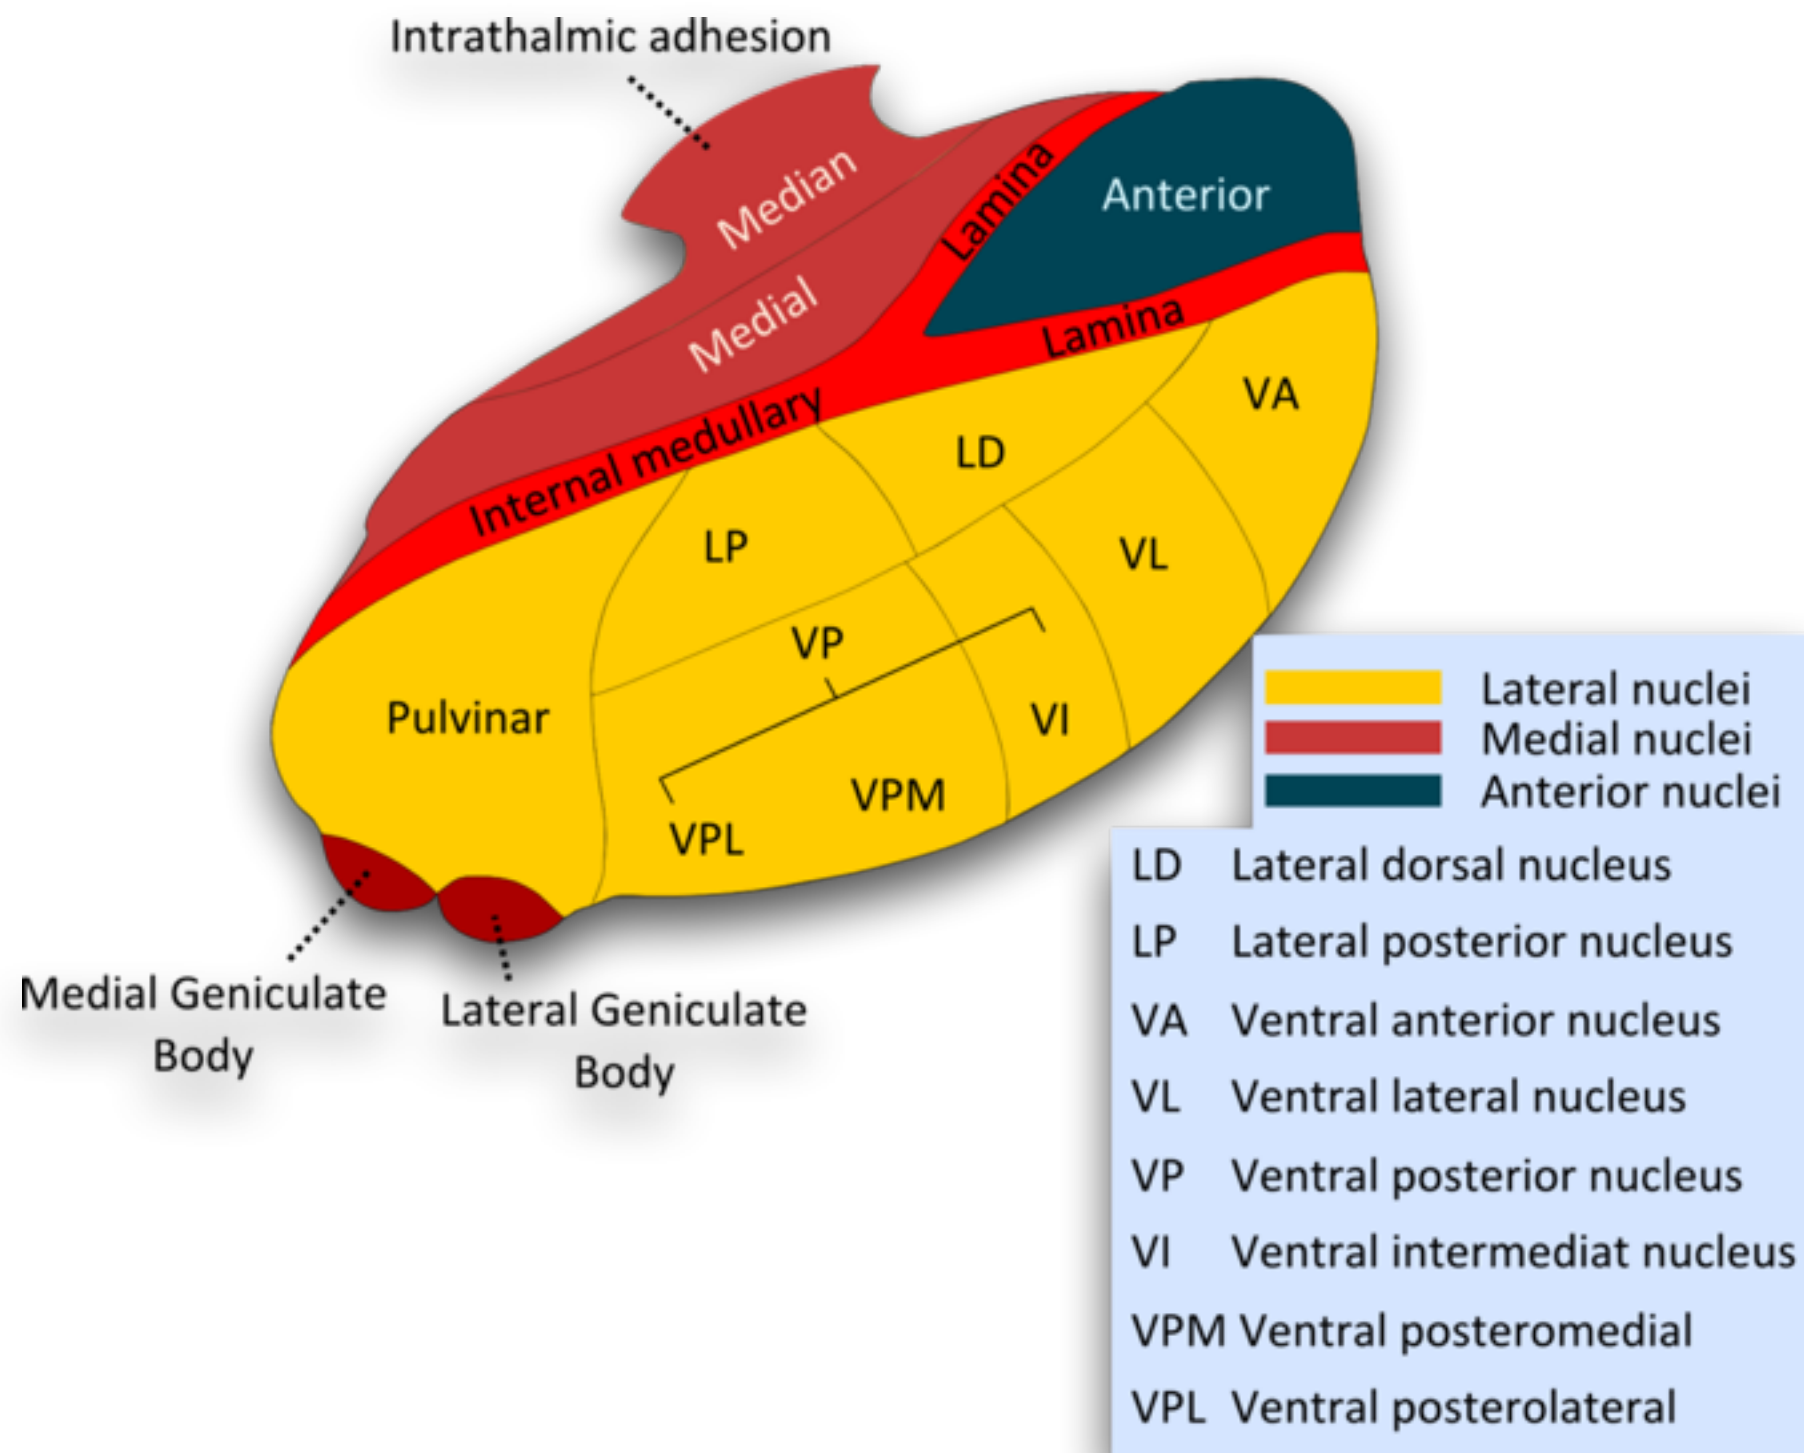 Intrathalmic adhesion
Median
Medial
Lamina
Anterior
Lamina
Internal medullary
VA
LD
LP
VL
VP
VI
Pulvinar
VPM
VPL
Medial Geniculate
Body
Lateral Geniculate
Body
Lateral nuclei
Medial nuclei
Anterior nuclei
LD Lateral dorsal nucleus
LP Lateral posterior nucleus
VA Ventral anterior nucleus
VL Ventral lateral nucleus
VP Ventral posterior nucleus
VI Ventral intermediat nucleus
VPM Ventral posteromedial
VPL Ventral posterolateral